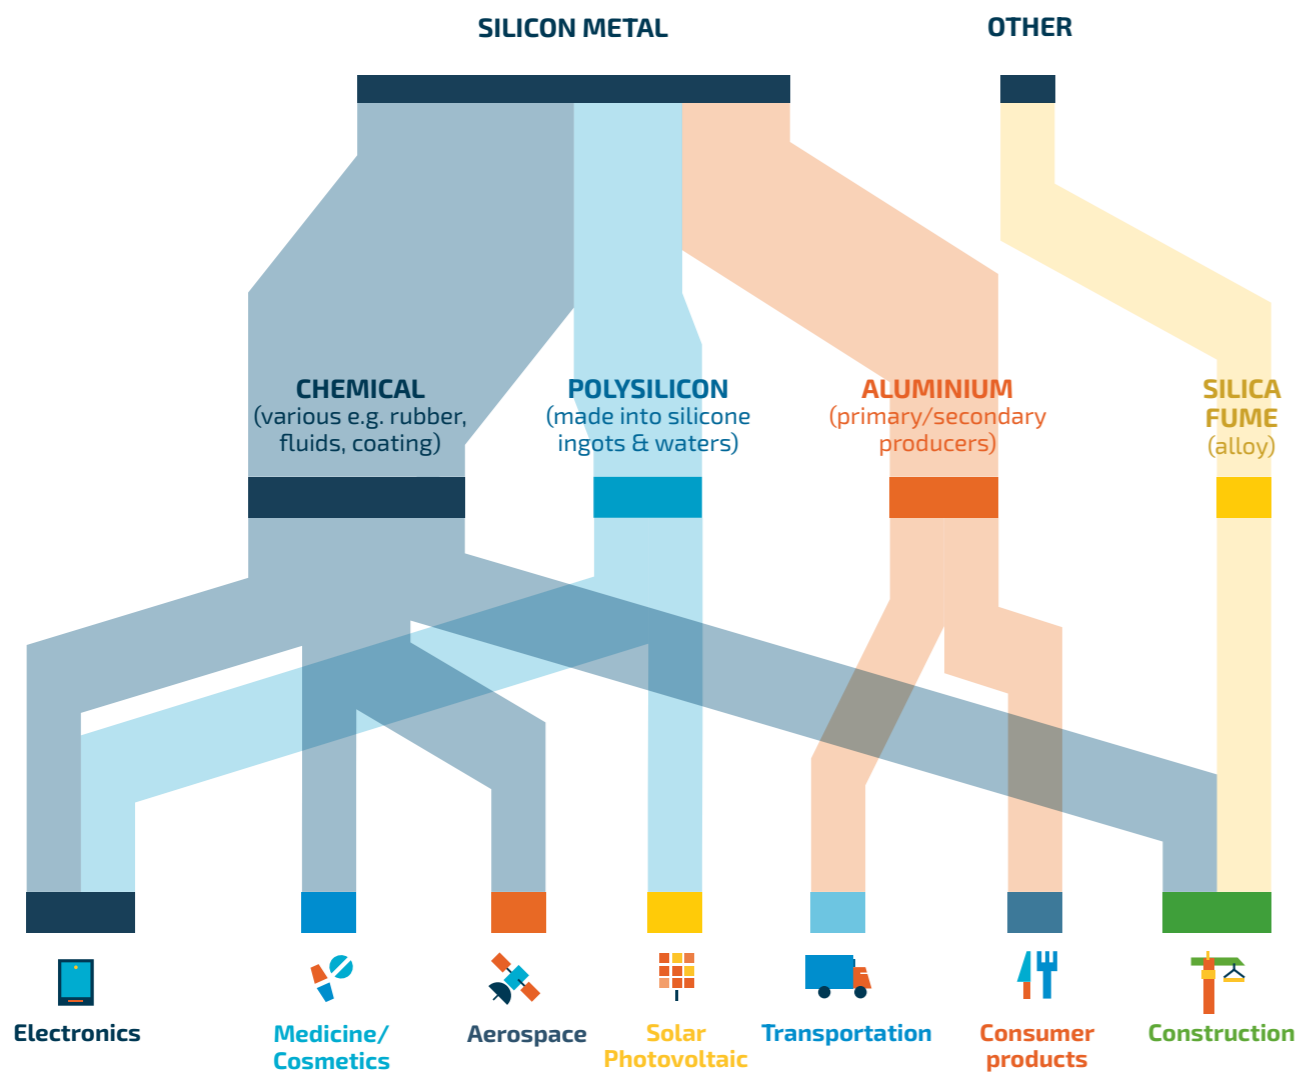 SILICON METAL
OTHER
CHEMICAL
(various e.g. rubber,
fluids, coating)
POLYSILICON
(made into silicone
ingots & waters)
ALUMINIUM
(primary/secondary
producers)
SILICA
FUME
(alloy)
Electronics
Medicine/
Cosmetics
Aerospace
Solar
Photovoltaic
Transportation
Consumer
products
Construction